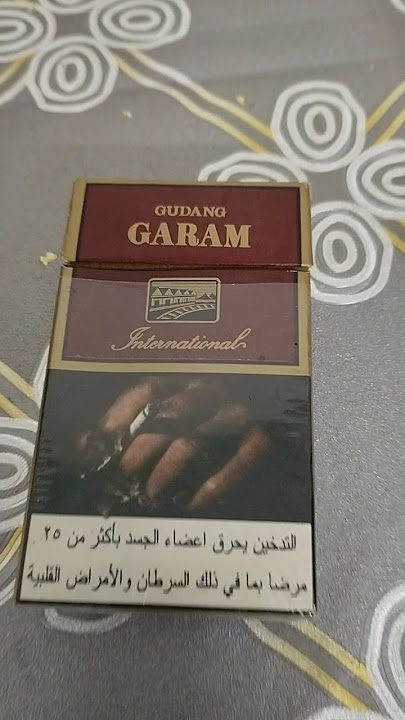 GUDANG
GARAM
International
التدخين يحرق اعضاء الجسد بأكثر من ٢٥
مرضا بما في ذلك السرطان والأمراض القلبية